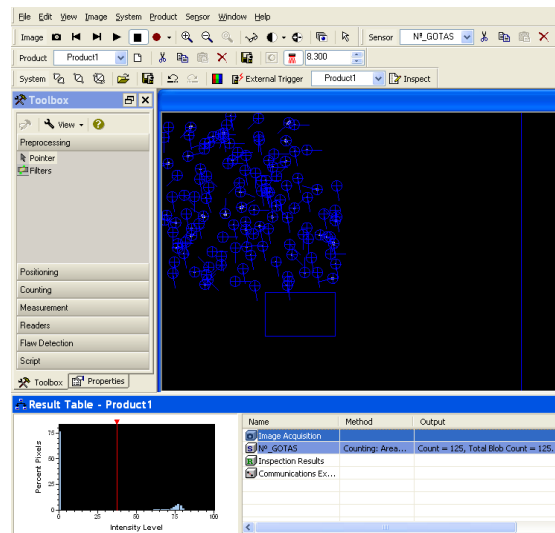 File Edit View Image System Product Sensor Window Help
Image Sensor Nº_GOTAS
Product Product1 8.300
System External Trigger Product1 Inspect
Toolbox
View
Preprocessing
Pointer
Filters
Positioning
Counting
Measurement
Readers
Flaw Detection
Script
Toolbox Properties
Result Table - Product1
Name Method Output
Image Acquisition
Nº_GOTAS Counting: Area... Count = 125, Total Blob Count = 125.
Inspection Results
Communications Ex...
Percent Pixels
75
50
25
0
0 25 50 75 100
Intensity Level